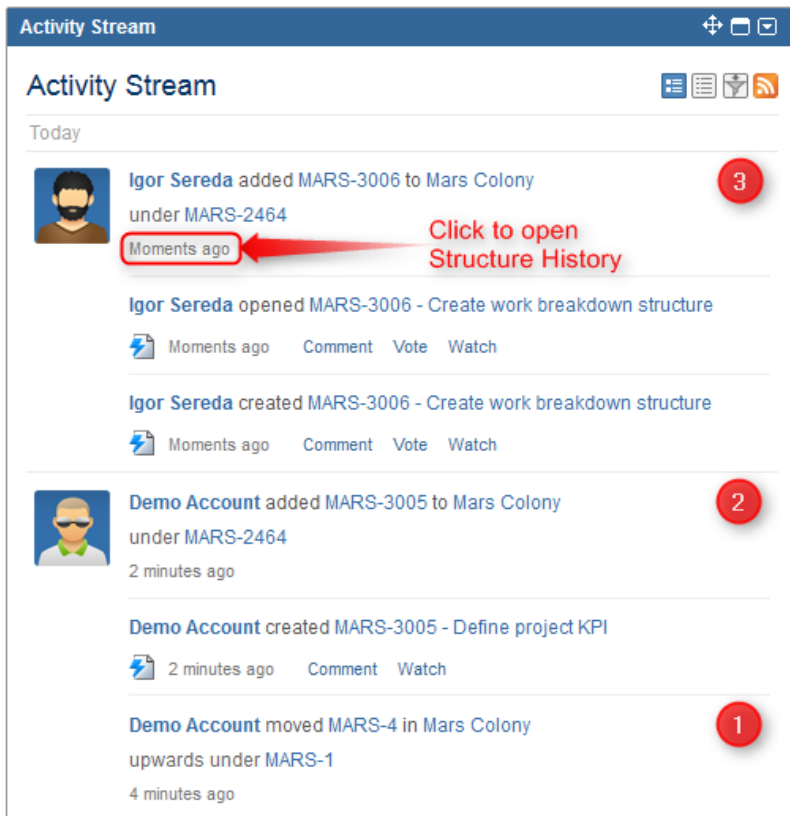 Activity Stream
Activity Stream
Today
Igor Sereda added MARS-3006 to Mars Colony
3
under MARS-2464
Moments ago
Click to open
Structure History
Igor Sereda opened MARS-3006 - Create work breakdown structure
Moments ago Comment Vote Watch
Igor Sereda created MARS-3006 - Create work breakdown structure
Moments ago Comment Vote Watch
Demo Account added MARS-3005 to Mars Colony
2
under MARS-2464
2 minutes ago
Demo Account created MARS-3005 - Define project KPI
2 minutes ago Comment Watch
Demo Account moved MARS-4 in Mars Colony
1
upwards under MARS-1
4 minutes ago